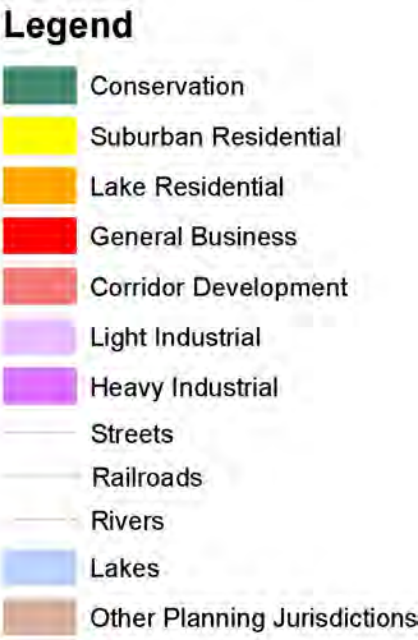 Legend
Conservation
Suburban Residential
Lake Residential
General Business
Corridor Development
Light Industrial
Heavy Industrial
Streets
Railroads
Rivers
Lakes
Other Planning Jurisdictions